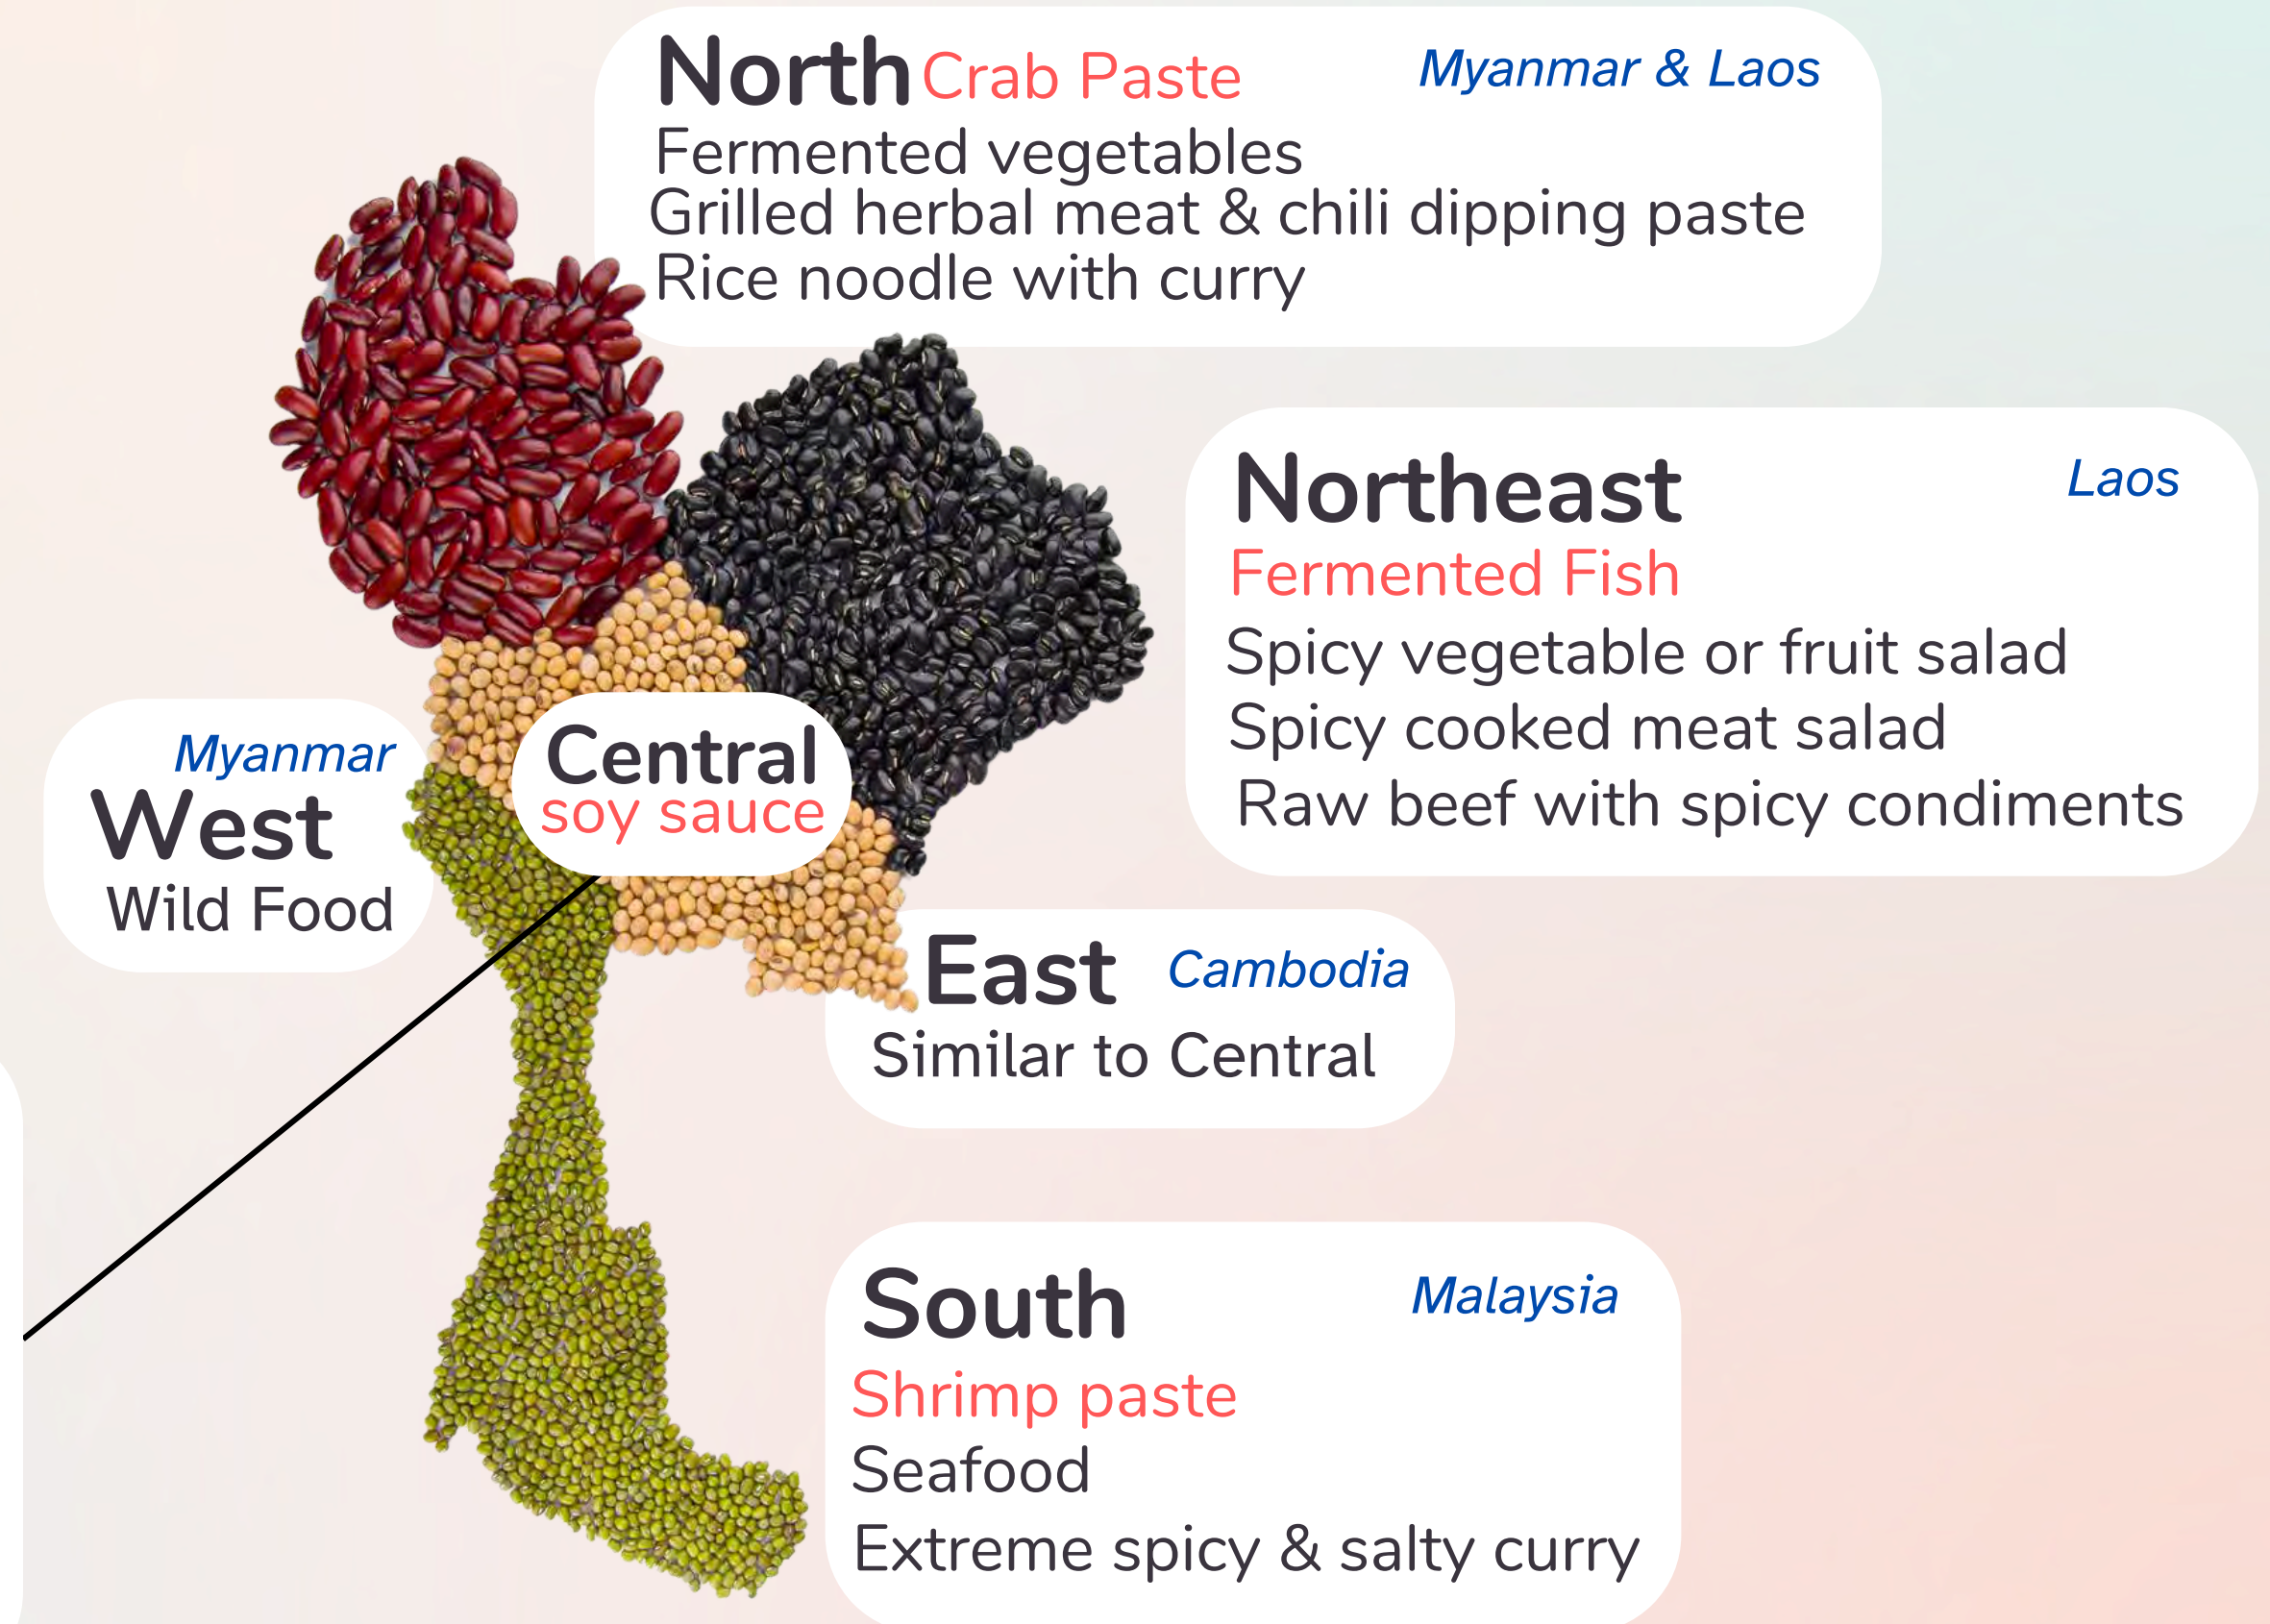 North Crab Paste Myanmar & Laos
Fermented vegetables
Grilled herbal meat & chili dipping paste
Rice noodle with curry
Northeast Laos
Fermented Fish
Spicy vegetable or fruit salad
Spicy cooked meat salad
Raw beef with spicy condiments
Myanmar
West
Wild Food
Central
soy sauce
East Cambodia
Similar to Central
South Malaysia
Shrimp paste
Seafood
Extreme spicy & salty curry